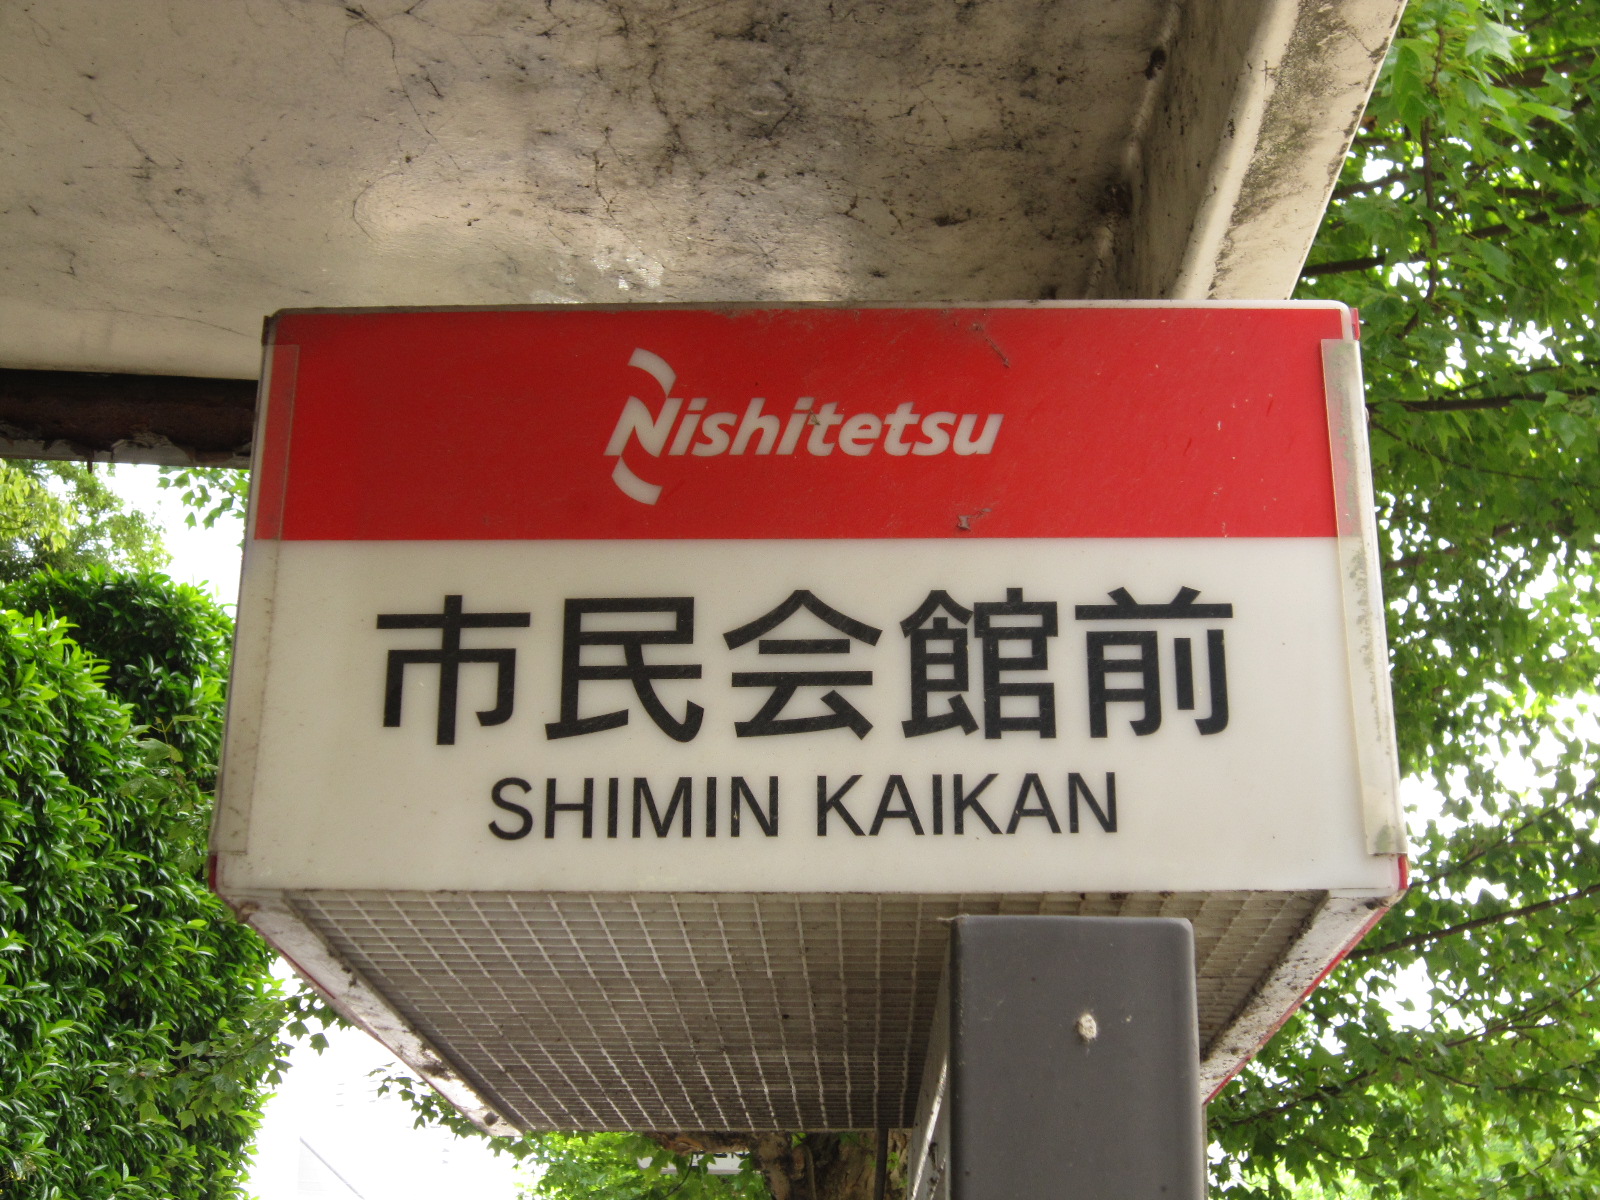 Nishitetsu
市民会館前
SHIMIN KAIKAN